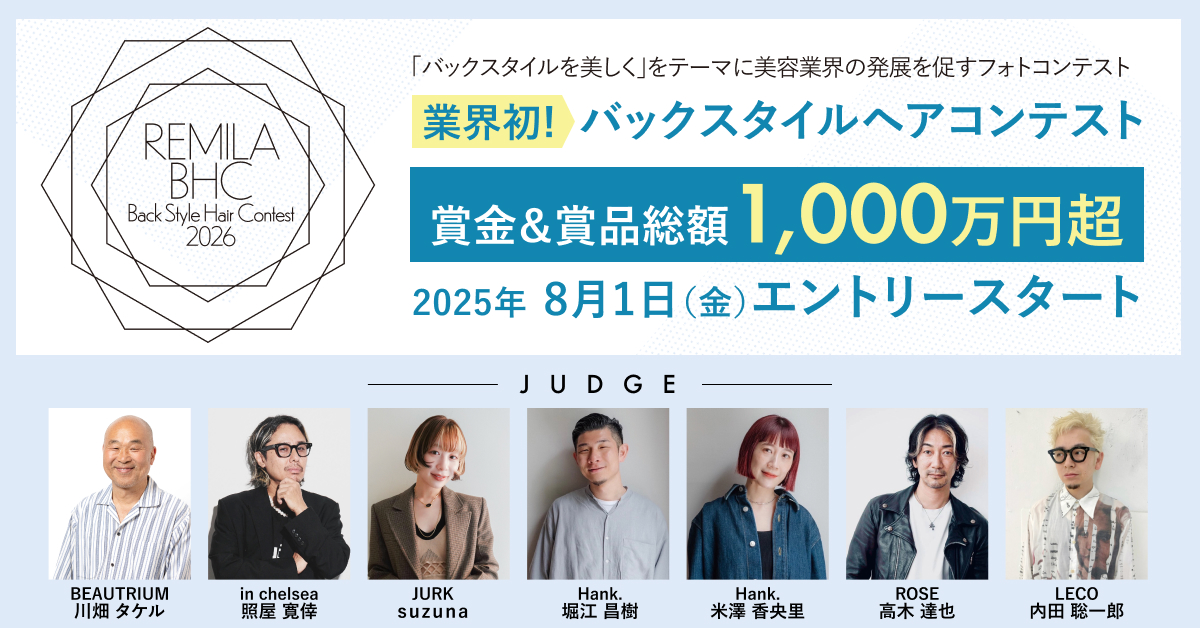 REMILA
BHC
Back Style Hair Contest
2026
「バックスタイルを美しく」をテーマに美容業界の発展を促すフォトコンテスト
業界初! バックスタイルヘアコンテスト
賞金&賞品総額1,000万円超
2025年 8月1日(金)エントリースタート
JUDGE
BEAUTRIUM
川畑 タケル
in chelsea
照屋 寛倖
JURK
suzuna
Hank.
堀江 昌樹
Hank.
米澤 香央里
ROSE
高木 達也
LECO
内田 聡一郎